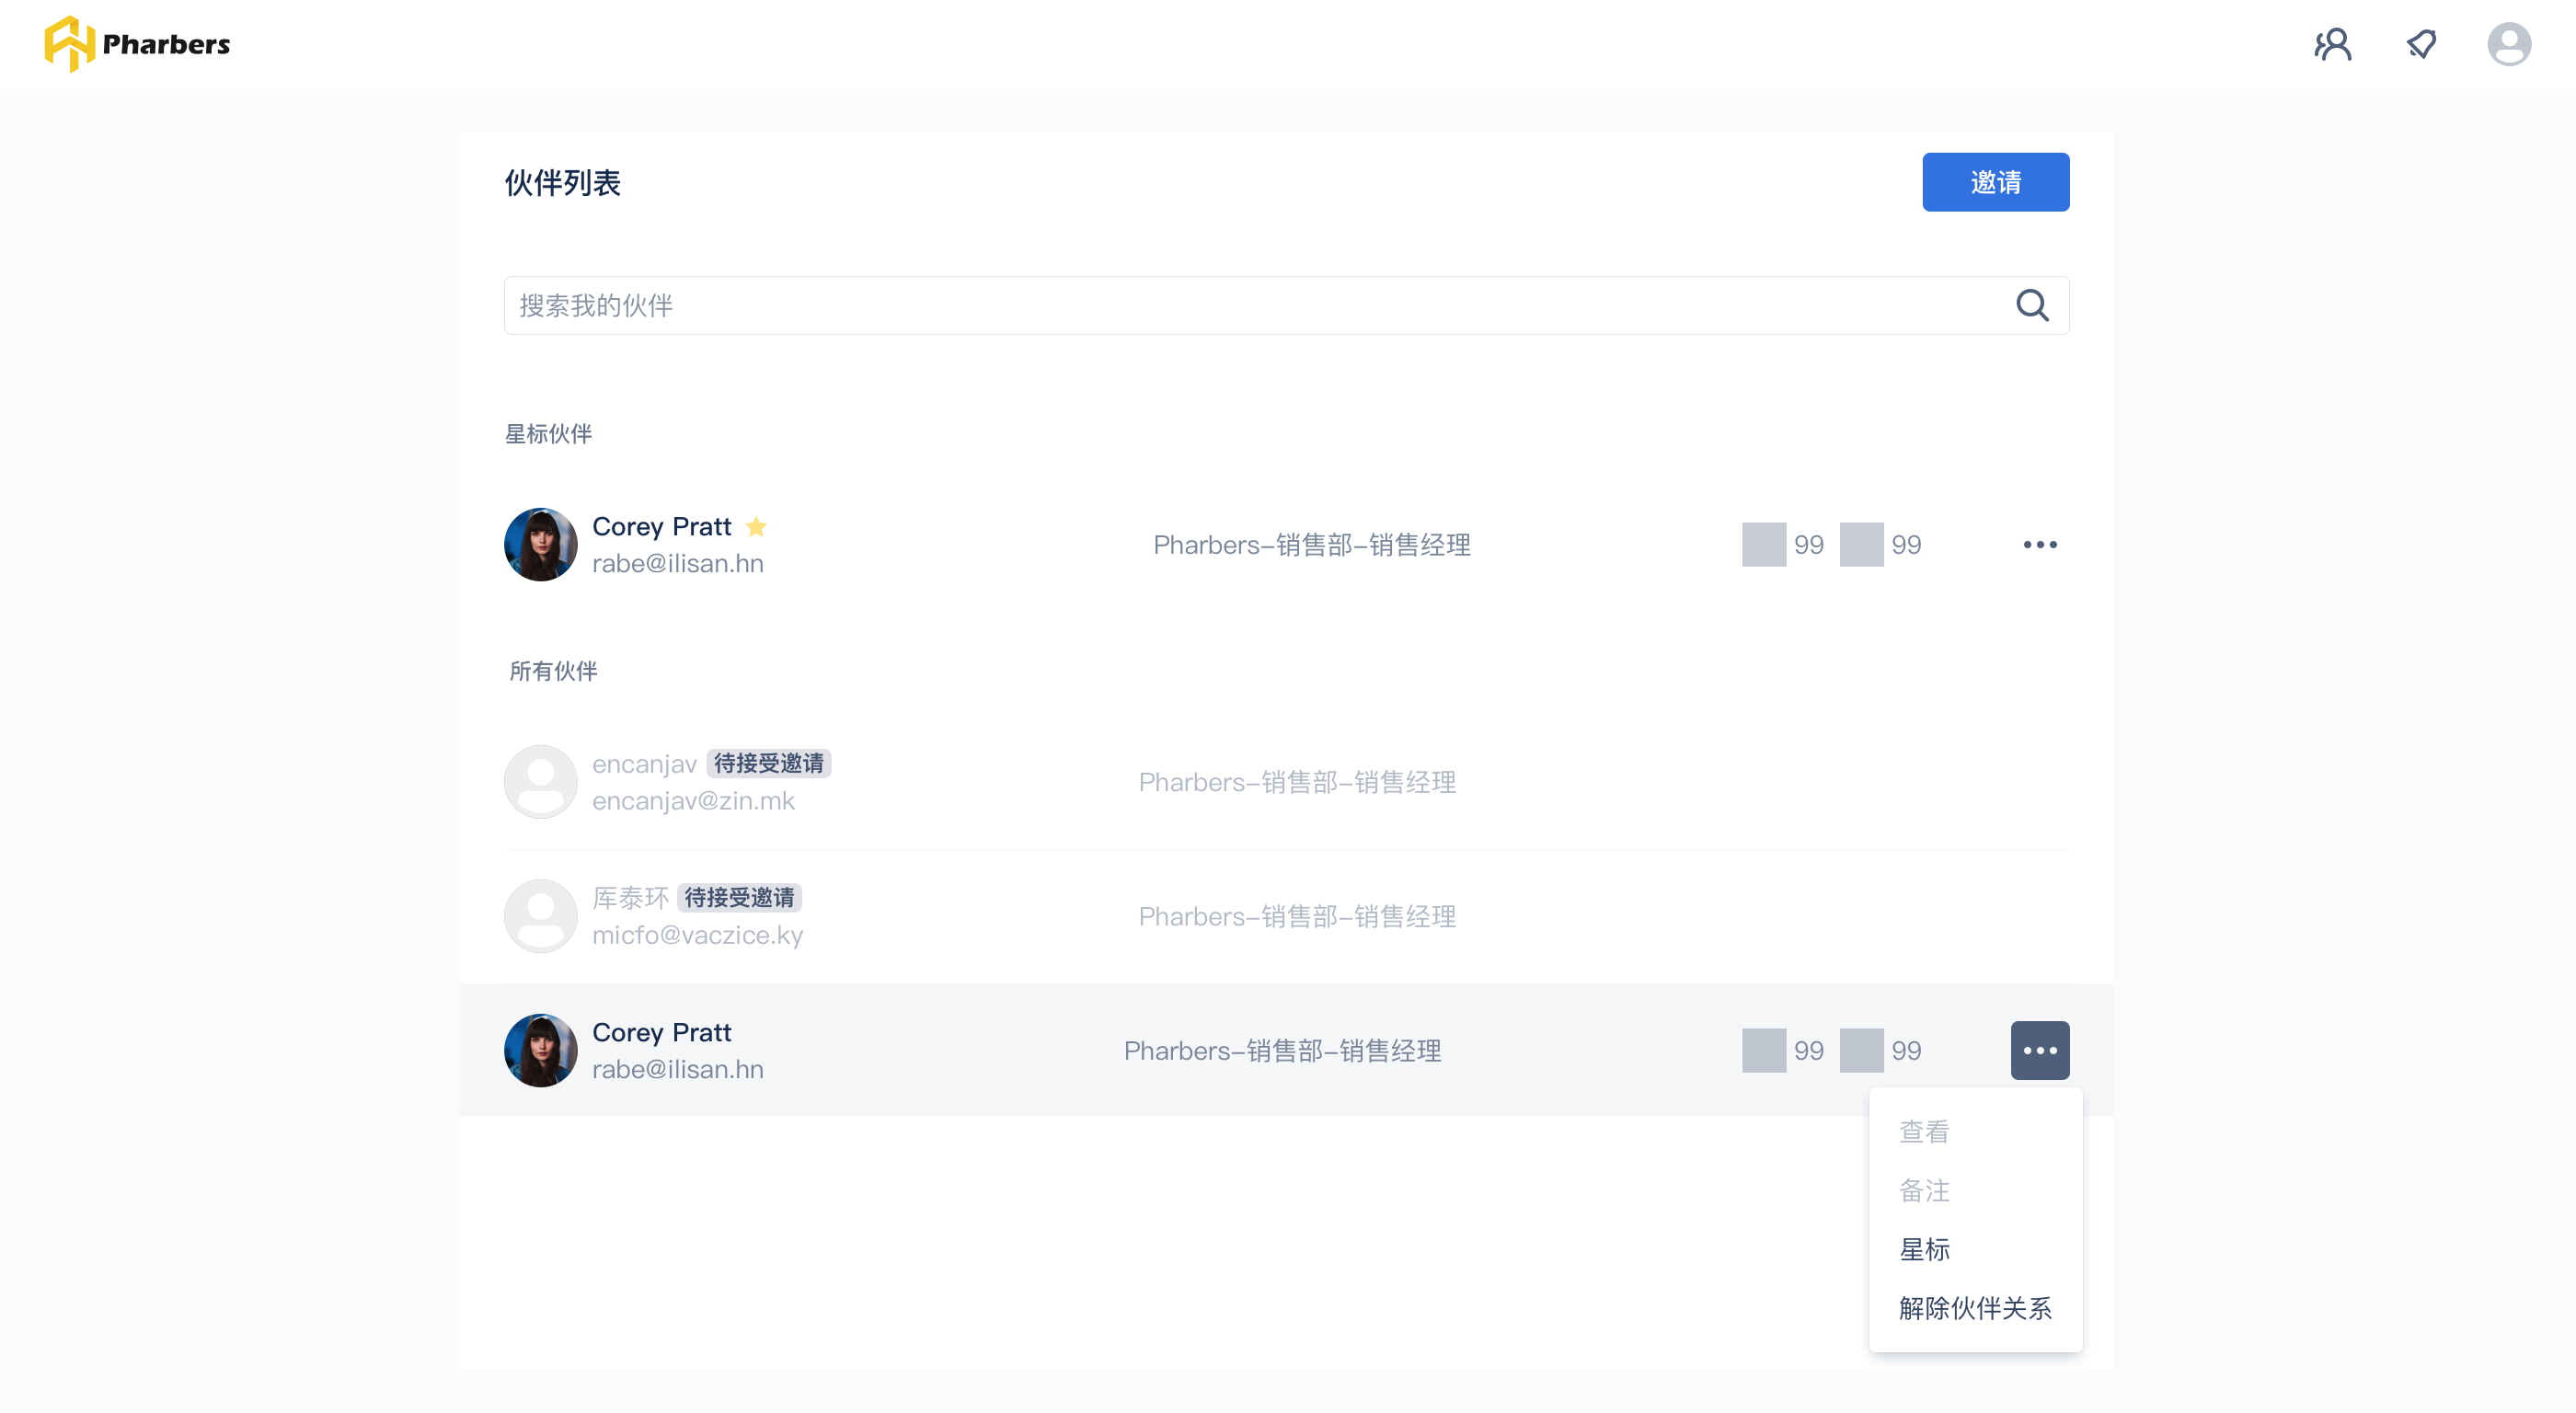 Pharbers
伙伴列表
邀请
搜索我的伙伴
星标伙伴
Corey Pratt
rabe@ilisan.hn
Pharbers-销售部-销售经理
99 99
所有伙伴
encanjav 待接受邀请
encanjav@zin.mk
Pharbers-销售部-销售经理
厍泰环 待接受邀请
micfo@vaczice.ky
Pharbers-销售部-销售经理
Corey Pratt
rabe@ilisan.hn
Pharbers-销售部-销售经理
99 99
查看
备注
星标
解除伙伴关系